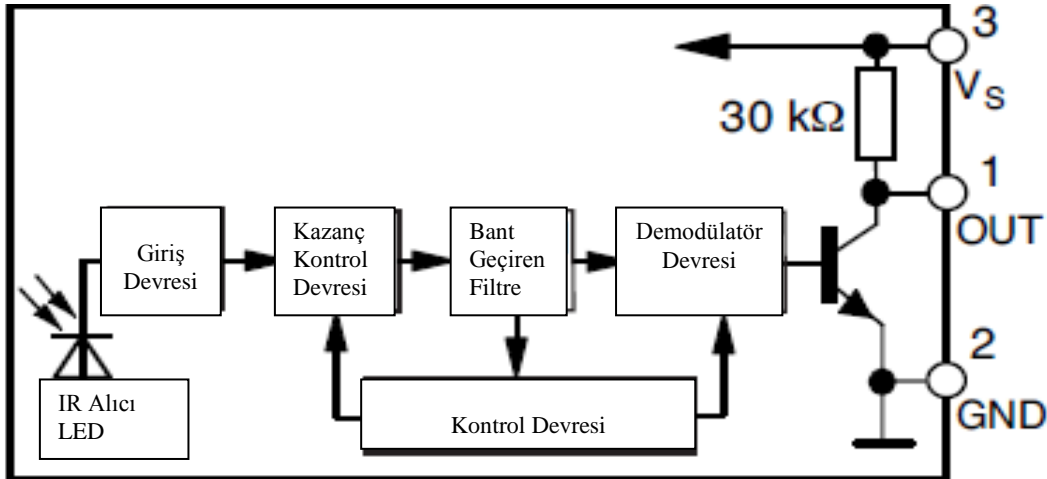 3
V_S
30 kΩ
1
OUT
Giriş
Devresi
Kazanç
Kontrol
Devresi
Bant
Geçiren
Filtre
Demodülatör
Devresi
2
GND
IR Alıcı
LED
Kontrol Devresi